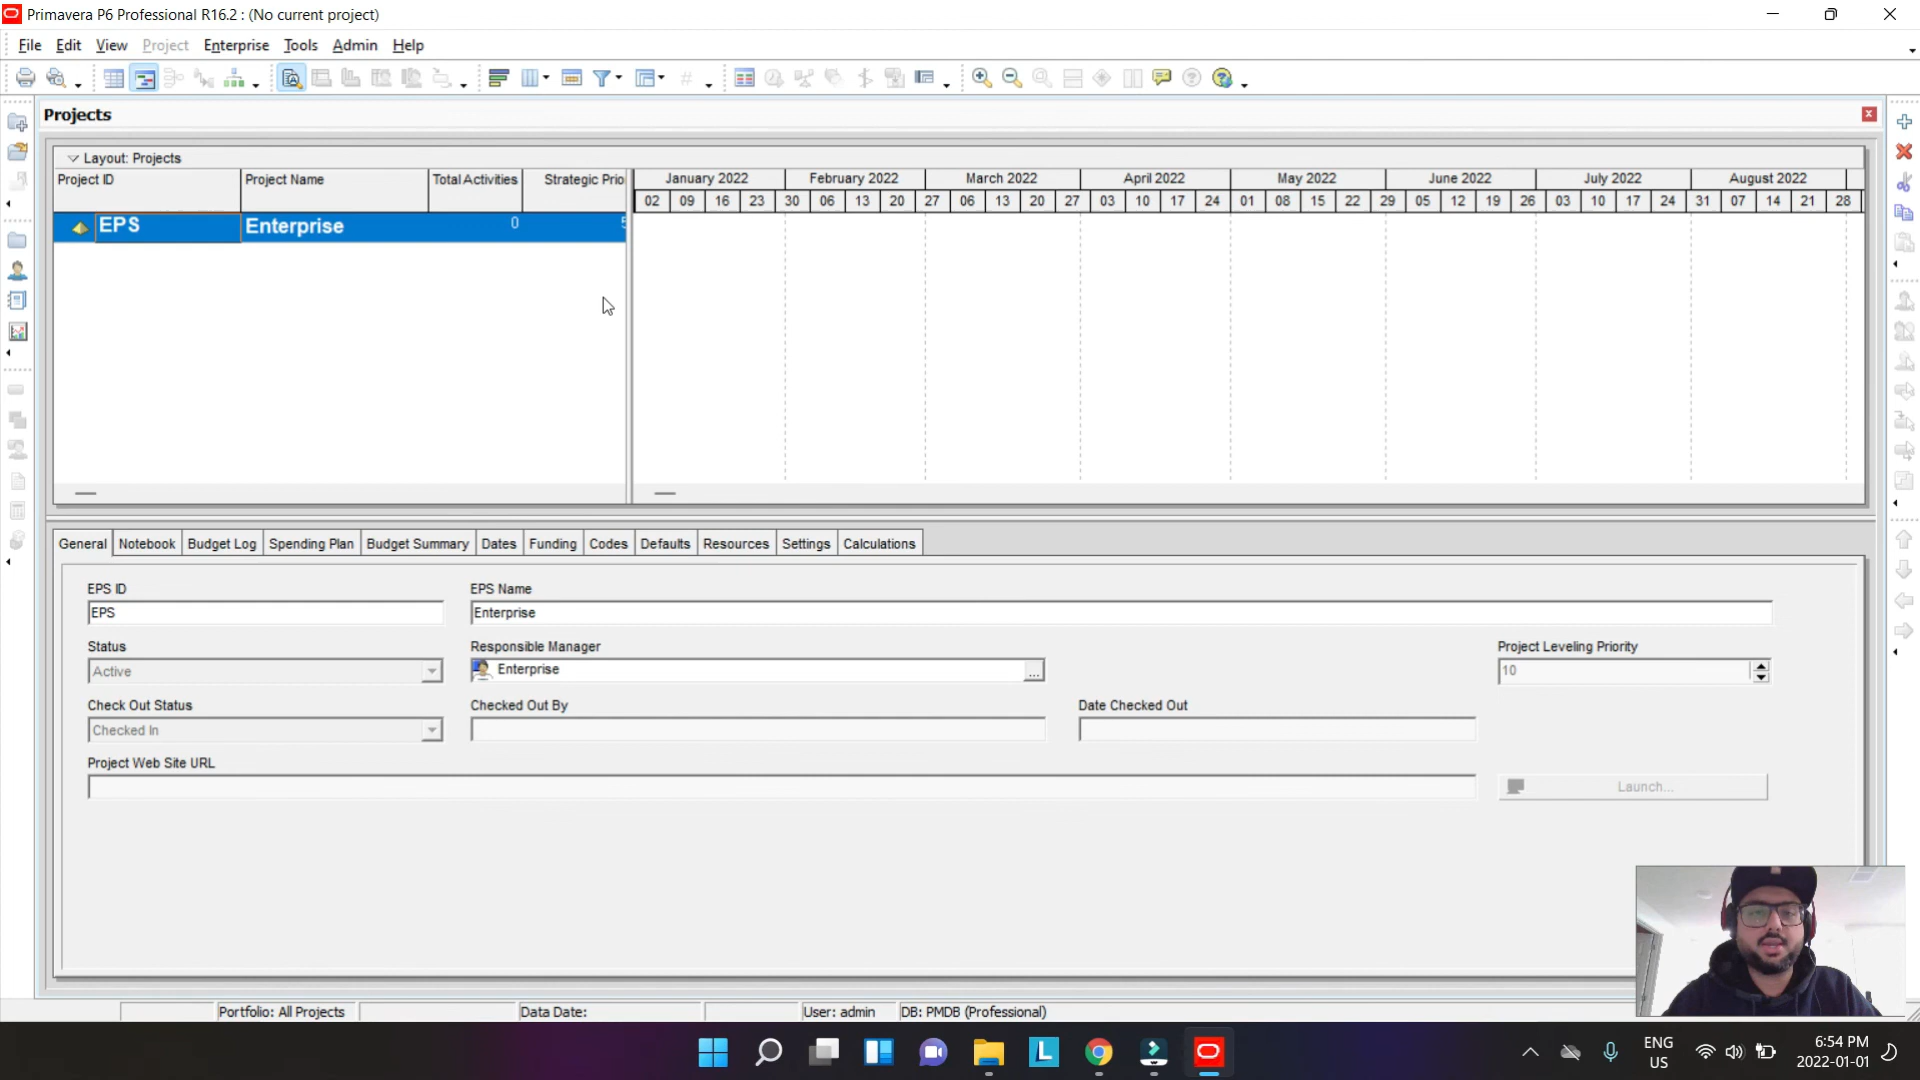 Primavera P6 Professional R16.2 : (No current project)
File Edit View Project Enterprise Tools Admin Help
Projects
Layout: Projects
Project ID Project Name Total Activities Strategic Prio
January 2022 February 2022 March 2022 April 2022 May 2022 June 2022 July 2022 August 2022
02 09 16 23 30 06 13 20 27 06 13 20 27 03 10 17 24 01 08 15 22 29 05 12 19 26 03 10 17 24 31 07 14 21 28
EPS Enterprise 0
General Notebook Budget Log Spending Plan Budget Summary Dates Funding Codes Defaults Resources Settings Calculations
EPS ID EPS Name
EPS Enterprise
Status Responsible Manager Project Leveling Priority
Active Enterprise ... 10
Check Out Status Checked Out By Date Checked Out
Checked In
Project Web Site URL
Launch...
Portfolio: All Projects Data Date: User: admin DB: PMDB (Professional)
ENG 6:54 PM
US 2022-01-01